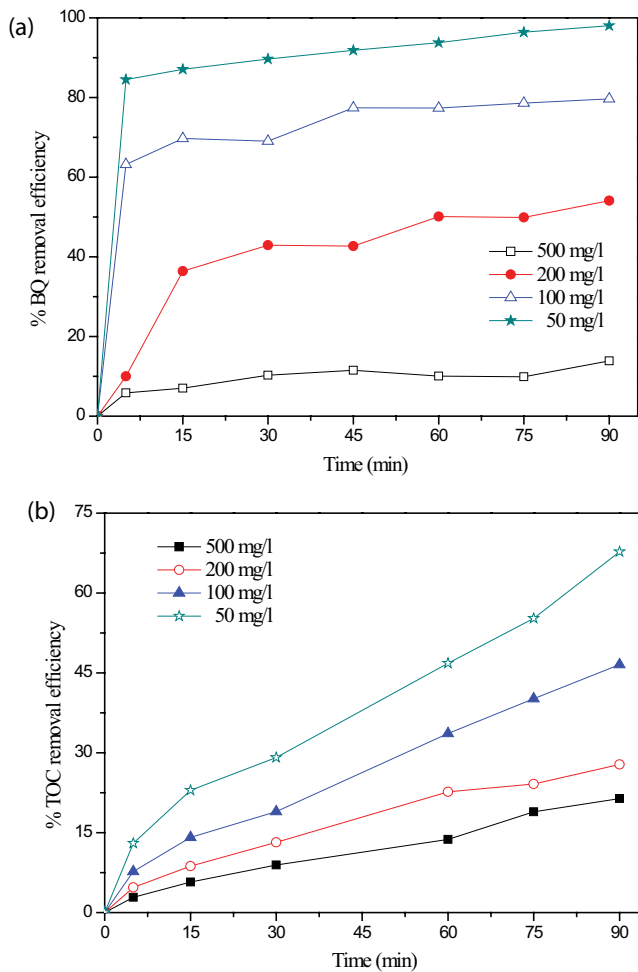 (a)
100
80
60
40
20
0
% BQ removal efficiency
500 mg/l
200 mg/l
100 mg/l
50 mg/l
0 15 30 45 60 75 90
Time (min)
(b)
75
60
45
30
15
0
% TOC removal efficiency
500 mg/l
200 mg/l
100 mg/l
50 mg/l
0 15 30 45 60 75 90
Time (min)